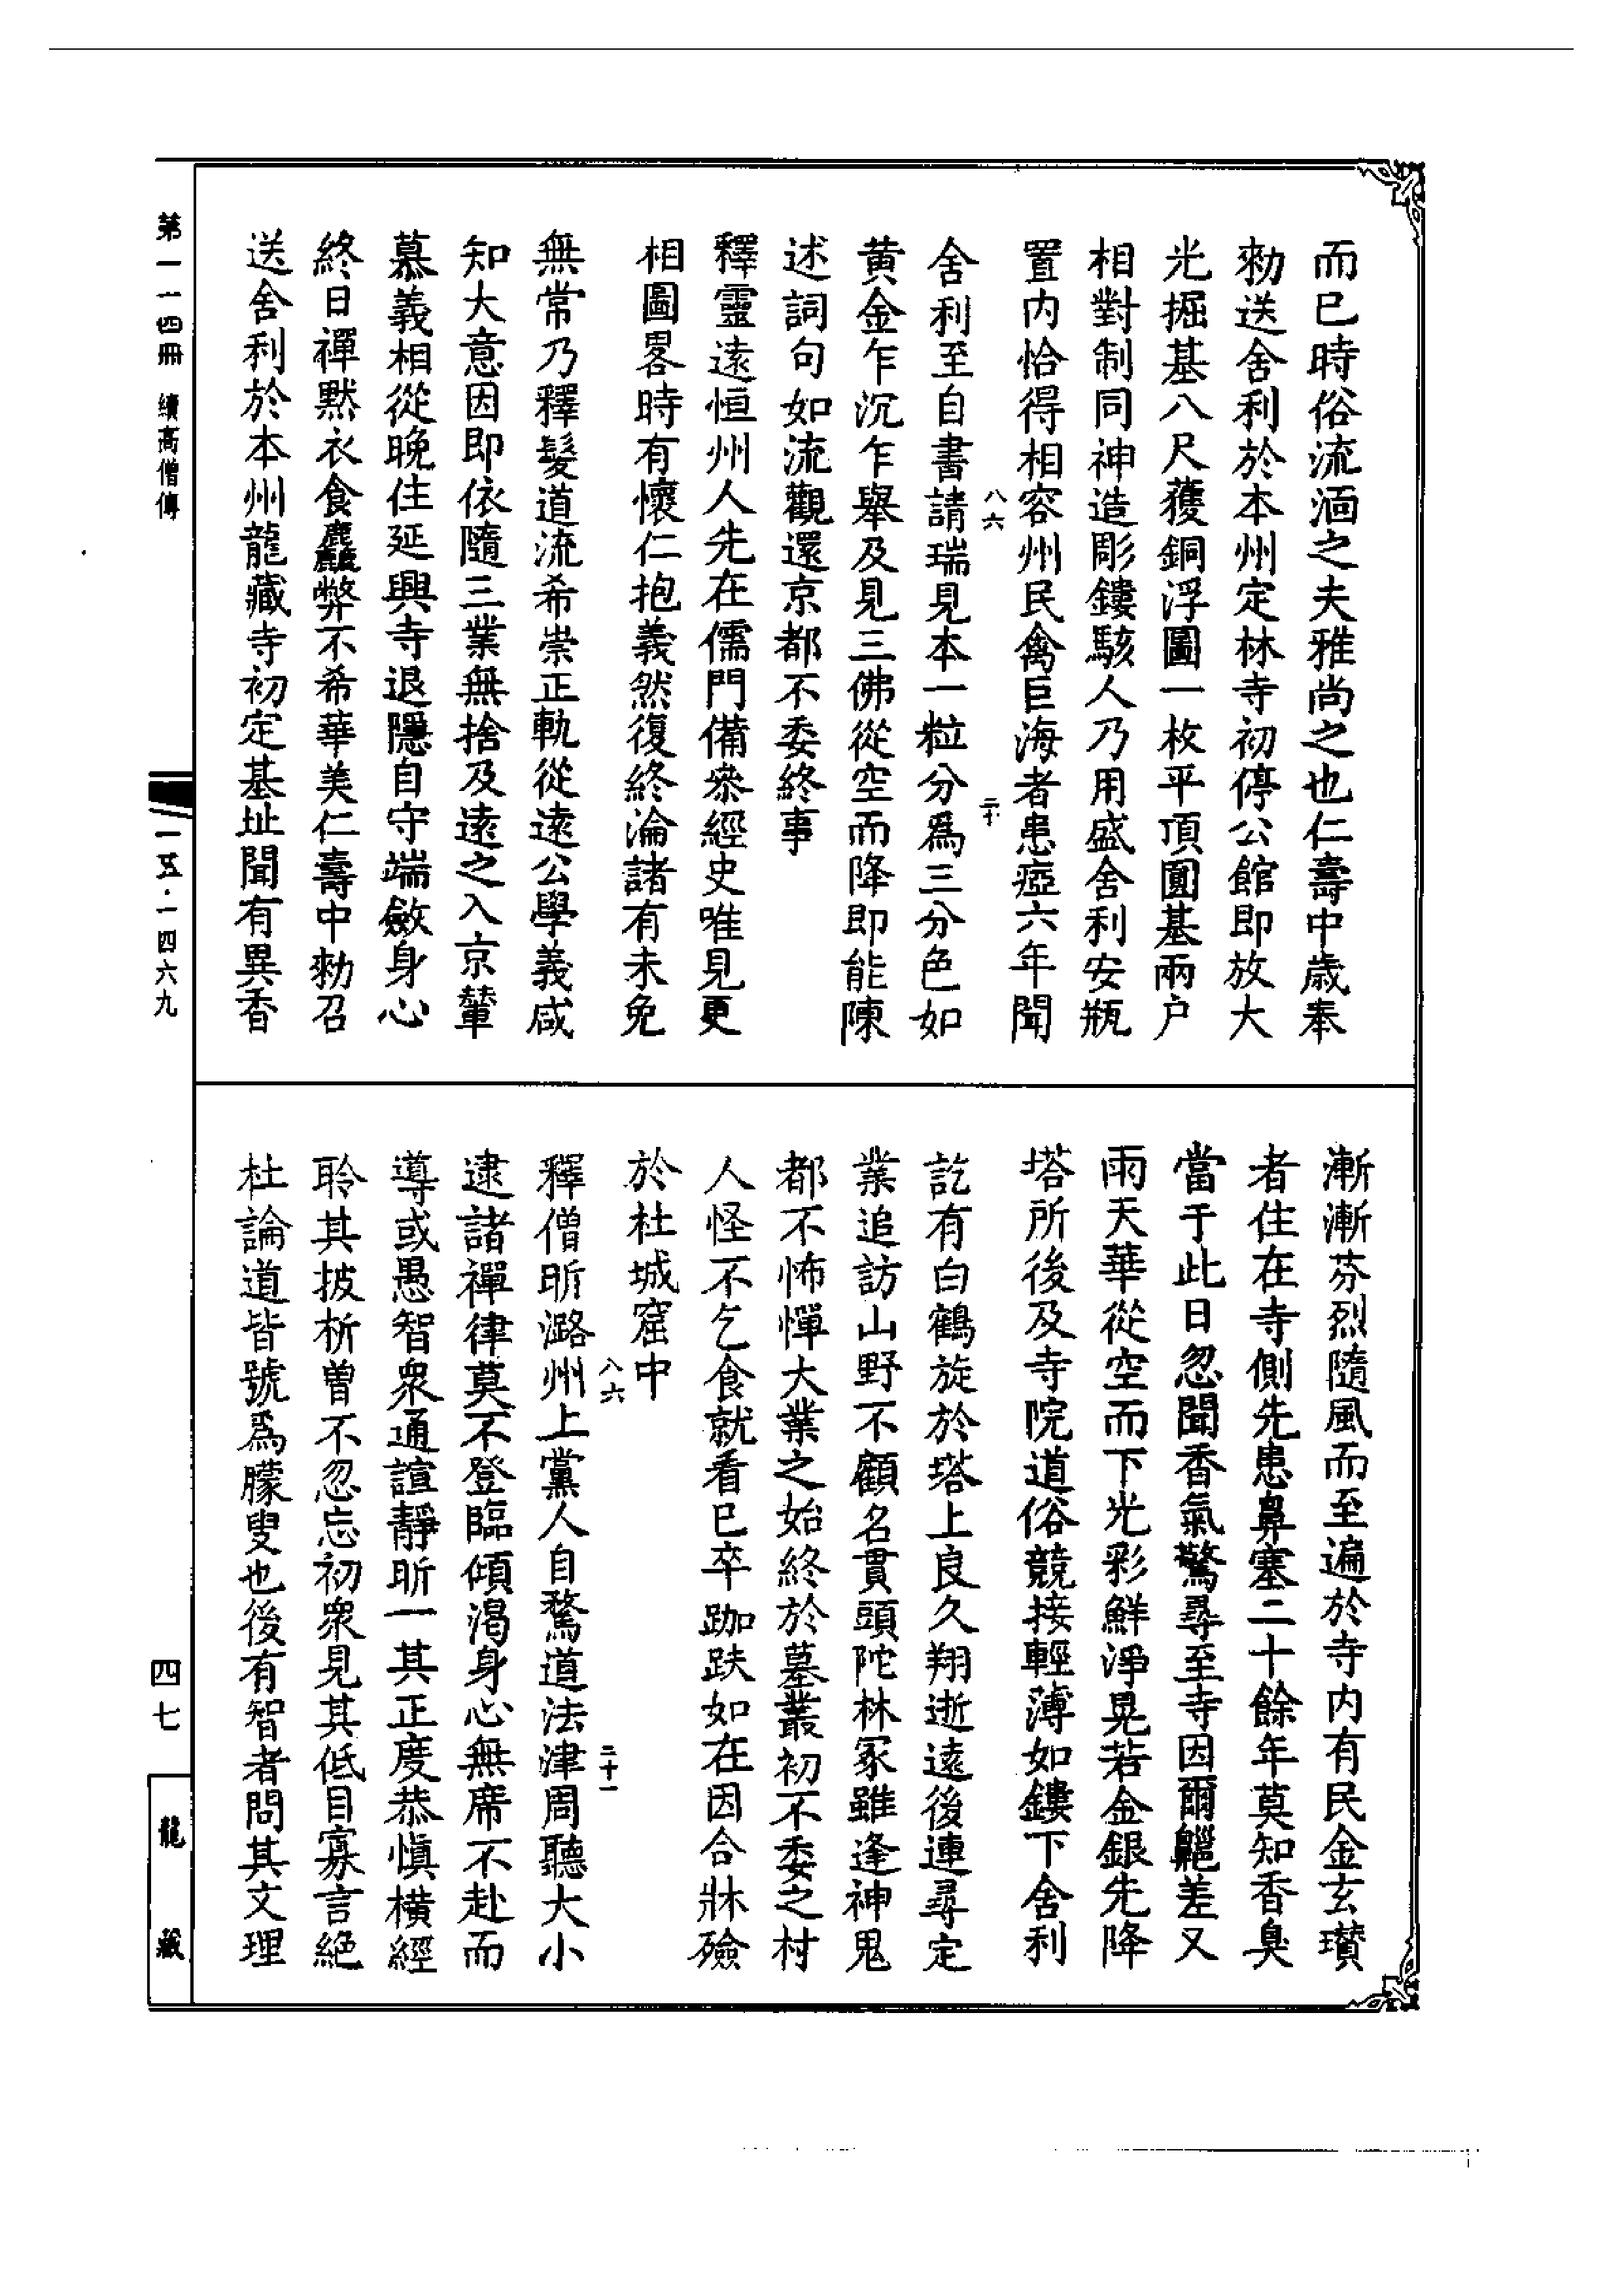 而已時俗流湎之夫雅尚之也仁壽中歲奉
勑送舍利於本州定林寺初停公館即放大
光掘基八尺獲銅浮圖一枚平頂圓基兩户
相對制同神造彫鏤駭人乃用盛舍利安瓶
置内恰得相容州民禽巨海者患瘂六年聞
八六
二十
舍利至自書請瑞見本一粒分爲三分色如
黄金乍沉乍舉及見三佛從空而降即能陳
述詞句如流觀還京都不委終事
釋靈遠恒州人先在儒門備叅經史唯見更
相圖畧時有懷仁抱義然復終淪諸有未免
無常乃釋髮道流希崇正軌從遠公學義咸
知大意因即依隨三業無捨及遠之入京輦
慕義相從晚住延興寺退隱自守端斂身心
終日禪黙衣食麤弊不希華美仁壽中勑召
送舍利於本州龍藏寺初定基址聞有異香
漸漸芬烈隨風而至遍於寺内有民金玄瓚
者住在寺側先患鼻塞二十餘年莫知香臭
當于此日忽聞香氣驚尋至寺因爾齆差又
雨天華從空而下光彩鮮淨晃若金銀先降
塔所後及寺院道俗競接輕薄如鏤下舍利
訖有白鶴旋於塔上良久翔逝遠後連尋定
業追訪山野不顧名貫頭陀林冢雖逢神鬼
都不怖憚大業之始終於墓叢初不委之村
人怪不乞食就看已卒跏趺如在因合牀殮
於杜城窟中
八六
二十一
釋僧昕潞州上黨人自騖道法津周聽大小
逮諸禪律莫不登臨傾渴身心無席不赴而
導或愚智衆通諠靜昕一其正度恭慎横經
聆其披析曽不忽忘初衆見其低目寡言絶
杜論道皆號爲朦叟也後有智者問其文理
第一一四冊 續高僧傳
一五·一四六九
四七
龍藏